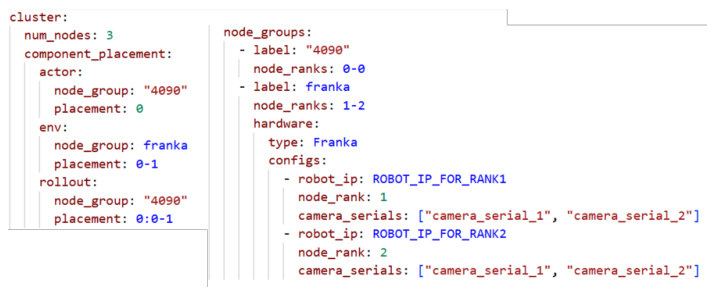 cluster:
  num_nodes: 3
  component_placement:
    actor:
      node_group: "4090"
      placement: 0
    env:
      node_group: franka
      placement: 0-1
    rollout:
      node_group: "4090"
      placement: 0:0-1
node_groups:
  - label: "4090"
    node_ranks: 0-0
  - label: franka
    node_ranks: 1-2
    hardware:
      type: Franka
      configs:
        - robot_ip: ROBOT_IP_FOR_RANK1
          node_rank: 1
          camera_serials: ["camera_serial_1", "camera_serial_2"]
        - robot_ip: ROBOT_IP_FOR_RANK2
          node_rank: 2
          camera_serials: ["camera_serial_1", "camera_serial_2"]